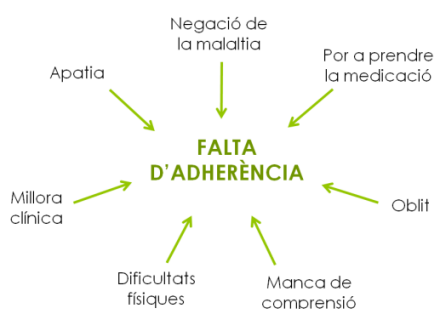 Negació de
la malaltia
Por a prendre
la medicació
Apatia
FALTA
D'ADHERÈNCIA
Millora
clínica
Oblit
Dificultats
físiques
Manca de
comprensió